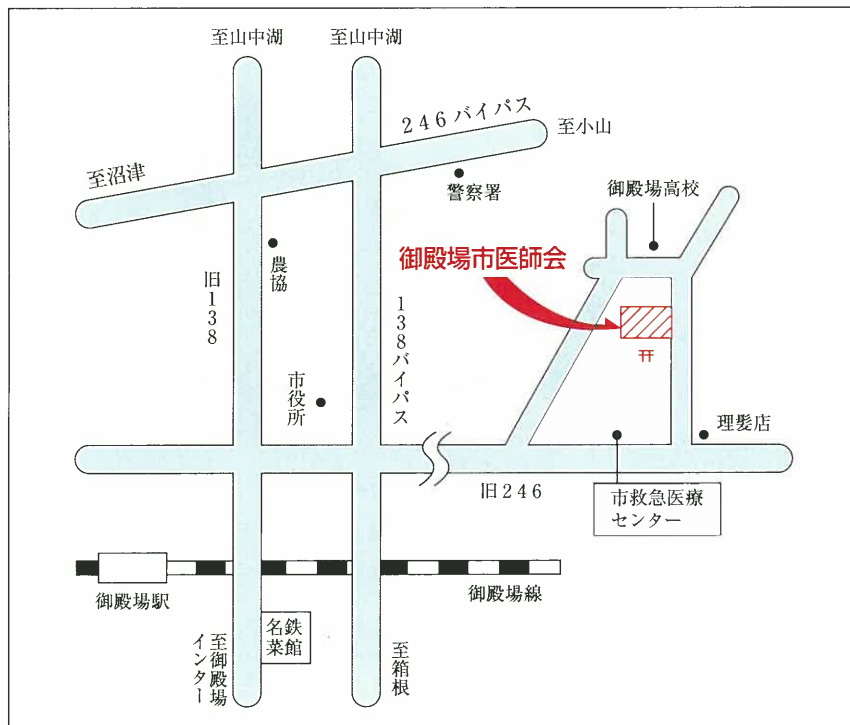 至山中湖
至山中湖
246バイパス
至小山
至沼津
警察署
御殿場高校
農協
御殿場市医師会
旧138
138バイパス
市役所
理髪店
旧246
市救急医療
センター
御殿場駅
御殿場線
名鉄
菜館
至御殿場
インター
至箱根